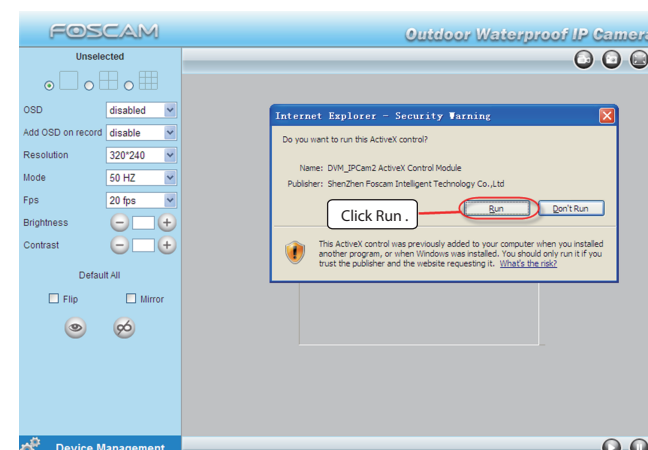 FOSCAM
Outdoor Waterproof IP Camera
Unselected
OSD disabled
Add OSD on record disable
Resolution 320*240
Mode 50 HZ
Fps 20 fps
Brightness
Contrast
Default All
Flip Mirror
Device Management
Internet Explorer - Security Warning
Do you want to run this ActiveX control?
Name: DVM_IPCam2 ActiveX Control Module
Publisher: ShenZhen Foscam Intelligent Technology Co.,Ltd
Click Run .
Run Don't Run
This ActiveX control was previously added to your computer when you installed
another program, or when Windows was installed. You should only run it if you
trust the publisher and the website requesting it. What's the risk?